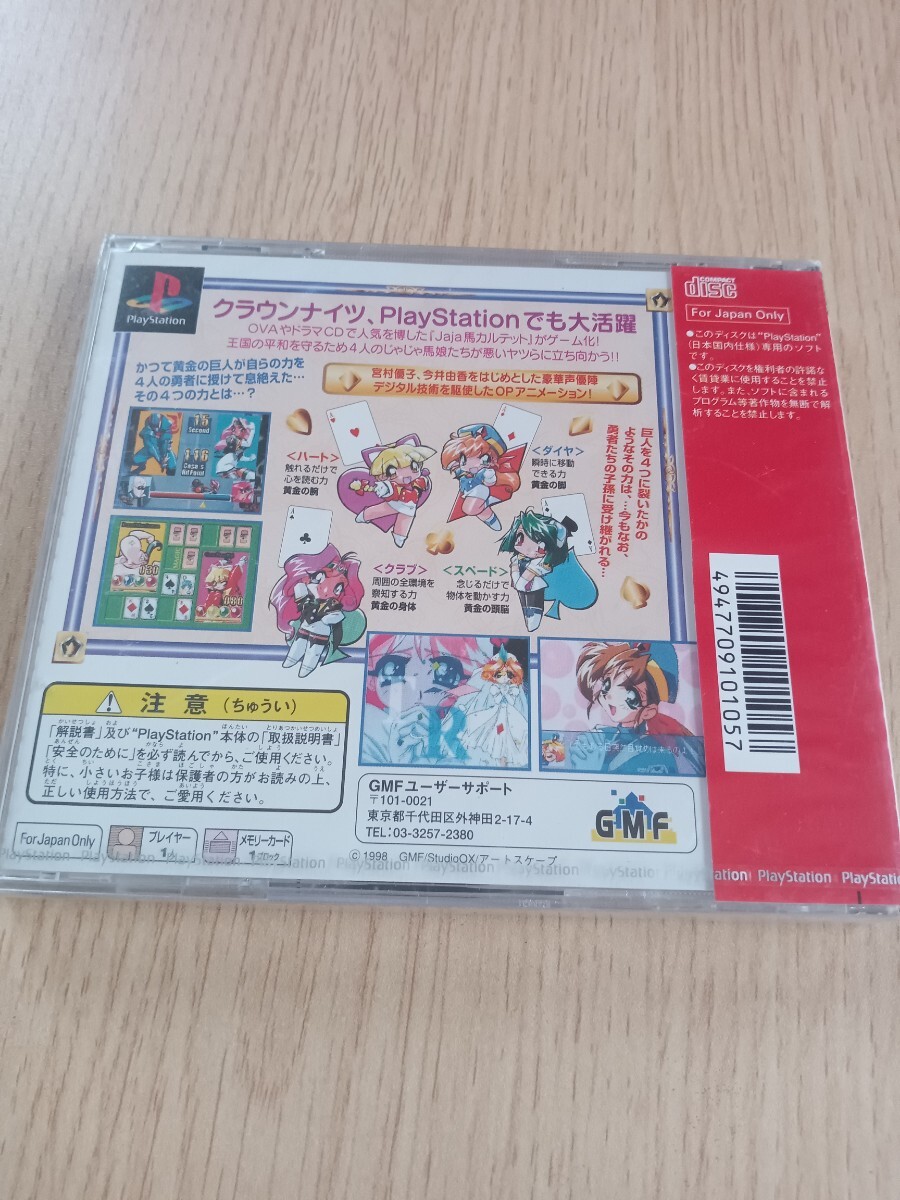 PlayStation
クラウンナイツ、PlayStationでも大活躍
OVAやドラマCDで人気を博した『Jaja馬カルテット』がゲーム化!
王国の平和を守るため4人のじゃじゃ馬娘たちが悪いヤツらに立ち向かう!!
かつて黄金の巨人が自らの力を
4人の勇者に授けて息絶えた…
その4つの力とは…?
宮村優子、今井由香をはじめとした豪華声優陣
デジタル技術を駆使したOPアニメーション!
15
Second
446
<ハート>
触れるだけで
心を読む力
黄金の腕
<ダイヤ>
瞬時に移動
できる力
黄金の脚
<クラブ>
周囲の全環境を
察知する力
黄金の身体
<スペード>
念じるだけで
物体を動かす力
黄金の頭脳
巨人を4つに裂いたかの
ようなその力は、…今もなお、
勇者たちの子孫に受け継がれる…
注意(ちゅうい)
「解説書」及び“PlayStation”本体の「取扱説明書」
「安全のために」を必ず読んでから、ご使用ください。
特に、小さいお子様は保護者の方がお読みの上、
正しい使用方法で、ご愛用ください。
GMFユーザーサポート
〒101-0021
東京都千代田区外神田2-17-4
TEL:03-3257-2380
GMF
For Japan Only
プレイヤー
1人
メモリーカード
1ブロック
©1998 GMF/StudioOX/アートスケープ
COMPACT
disc
For Japan Only
●このディスクは“PlayStation”
(日本国内仕様)専用のソフト
です。
●このディスクを権利者の許諾な
く賃貸業に使用することを禁止
します。また、ソフトに含まれる
プログラム等著作物を無断で解
析することを禁止します。
4947709101057
PlayStation PlayStation PlayStation PlayStation